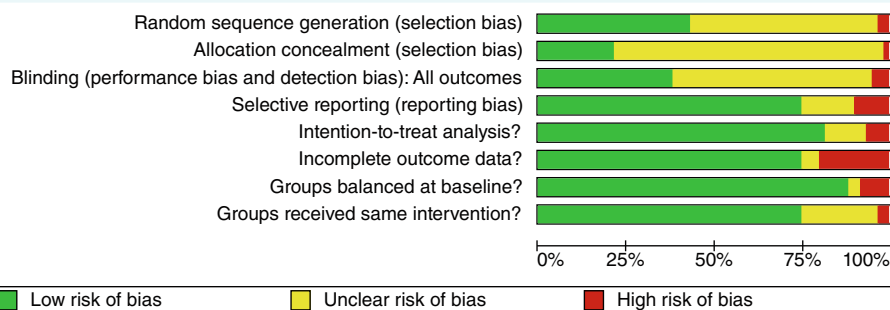 Random sequence generation (selection bias)
Allocation concealment (selection bias)
Blinding (performance bias and detection bias): All outcomes
Selective reporting (reporting bias)
Intention-to-treat analysis?
Incomplete outcome data?
Groups balanced at baseline?
Groups received same intervention?
0% 25% 50% 75% 100%
Low risk of bias Unclear risk of bias High risk of bias